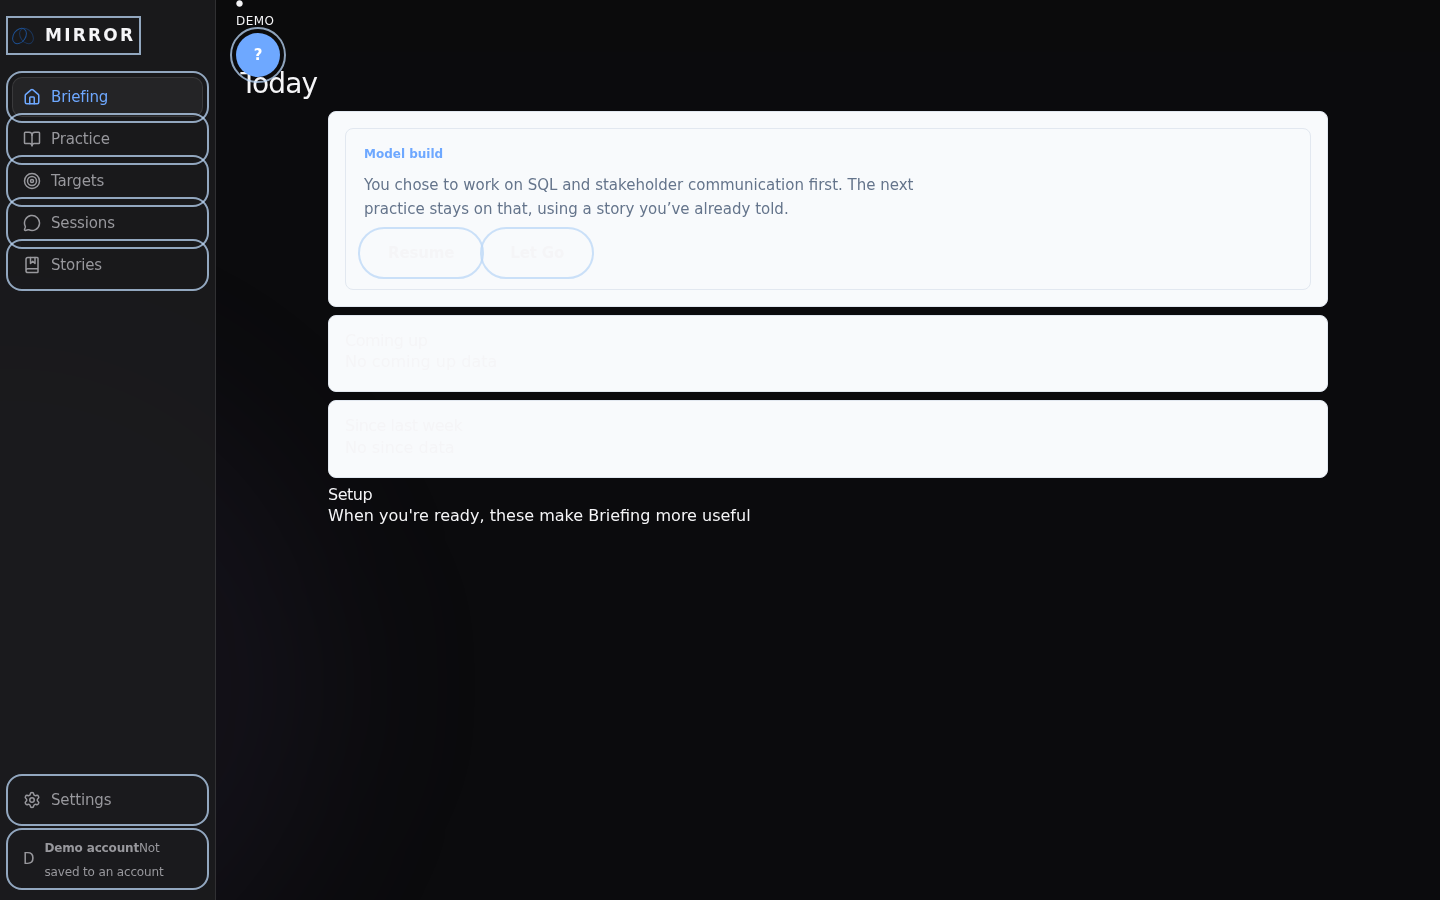 MIRROR
Briefing
Practice
Targets
Sessions
Stories
Settings
D
Demo accountNot
saved to an account
DEMO
?
Today
Model build
You chose to work on SQL and stakeholder communication first. The next
practice stays on that, using a story you’ve already told.
Resume
Let Go
Coming up
No coming up data
Since last week
No since data
Setup
When you're ready, these make Briefing more useful